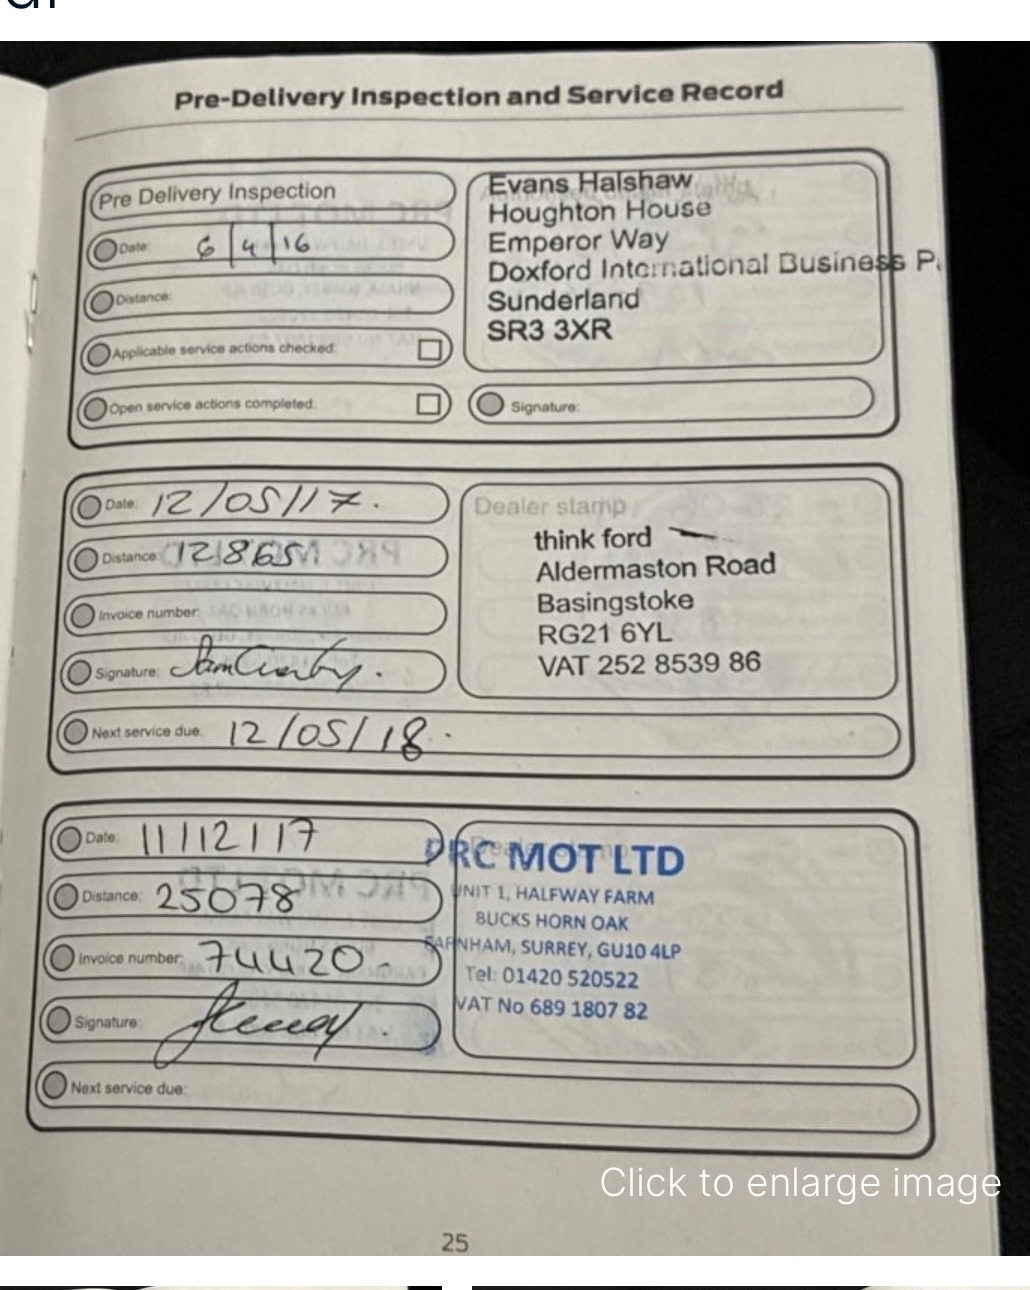 Pre-Delivery Inspection and Service Record
Pre Delivery Inspection
Date: 6/4/16
Distance:
Applicable service actions checked:
Open service actions completed:
Evans Halshaw
Houghton House
Emperor Way
Doxford International Business P
Sunderland
SR3 3XR
Signature:
Date: 12/05/17.
Distance:
Invoice number:
Signature:
Next service due: 12/05/18.
Dealer stamp
think ford
Aldermaston Road
Basingstoke
RG21 6YL
VAT 252 8539 86
Date: 11/12/17
Distance: 25078
Invoice number: 74420-
Signature:
Next service due:
PRC MOT LTD
UNIT 1, HALFWAY FARM
BUCKS HORN OAK
FARNHAM, SURREY, GU10 4LP
Tel: 01420 520522
VAT No 689 1807 82
Click to enlarge image
25